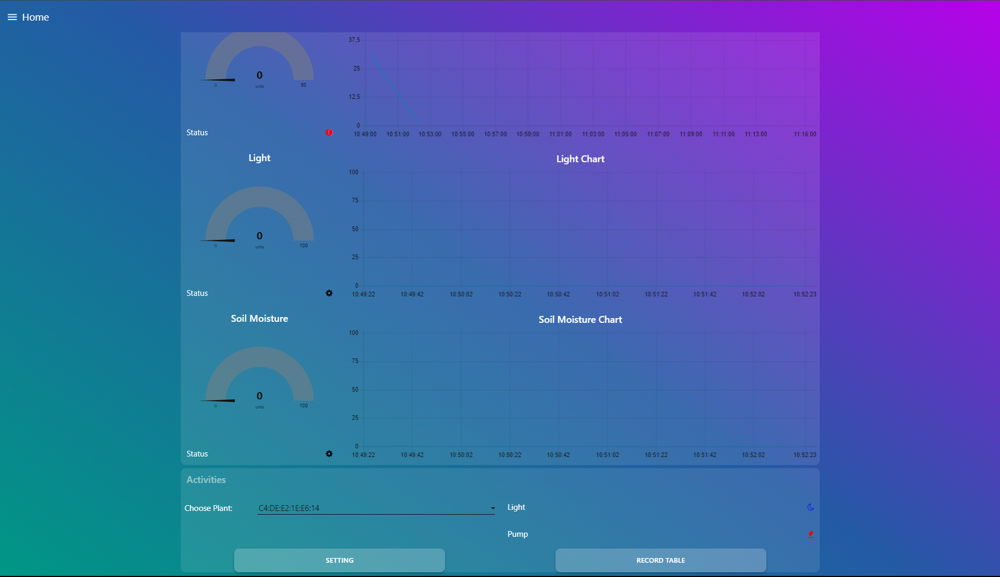 Home
37,5
25
12,5
0
10:49:00 10:51:00 10:53:00 10:55:00 10:57:00 10:59:00 11:01:00 11:03:00 11:05:00 11:07:00 11:09:00 11:11:00 11:13:00 11:16:00
0
units
0 50
Status
Light
0
units
0 100
Status
Light Chart
100
75
50
25
0
10:49:22 10:49:42 10:50:02 10:50:22 10:50:42 10:51:02 10:51:22 10:51:42 10:52:02 10:52:23
Soil Moisture
0
units
0 100
Status
Soil Moisture Chart
100
75
50
25
0
10:49:22 10:49:42 10:50:02 10:50:22 10:50:42 10:51:02 10:51:22 10:51:42 10:52:02 10:52:23
Activities
Choose Plant: C4:DE:E2:1E:E6:14
Light
Pump
SETTING
RECORD TABLE